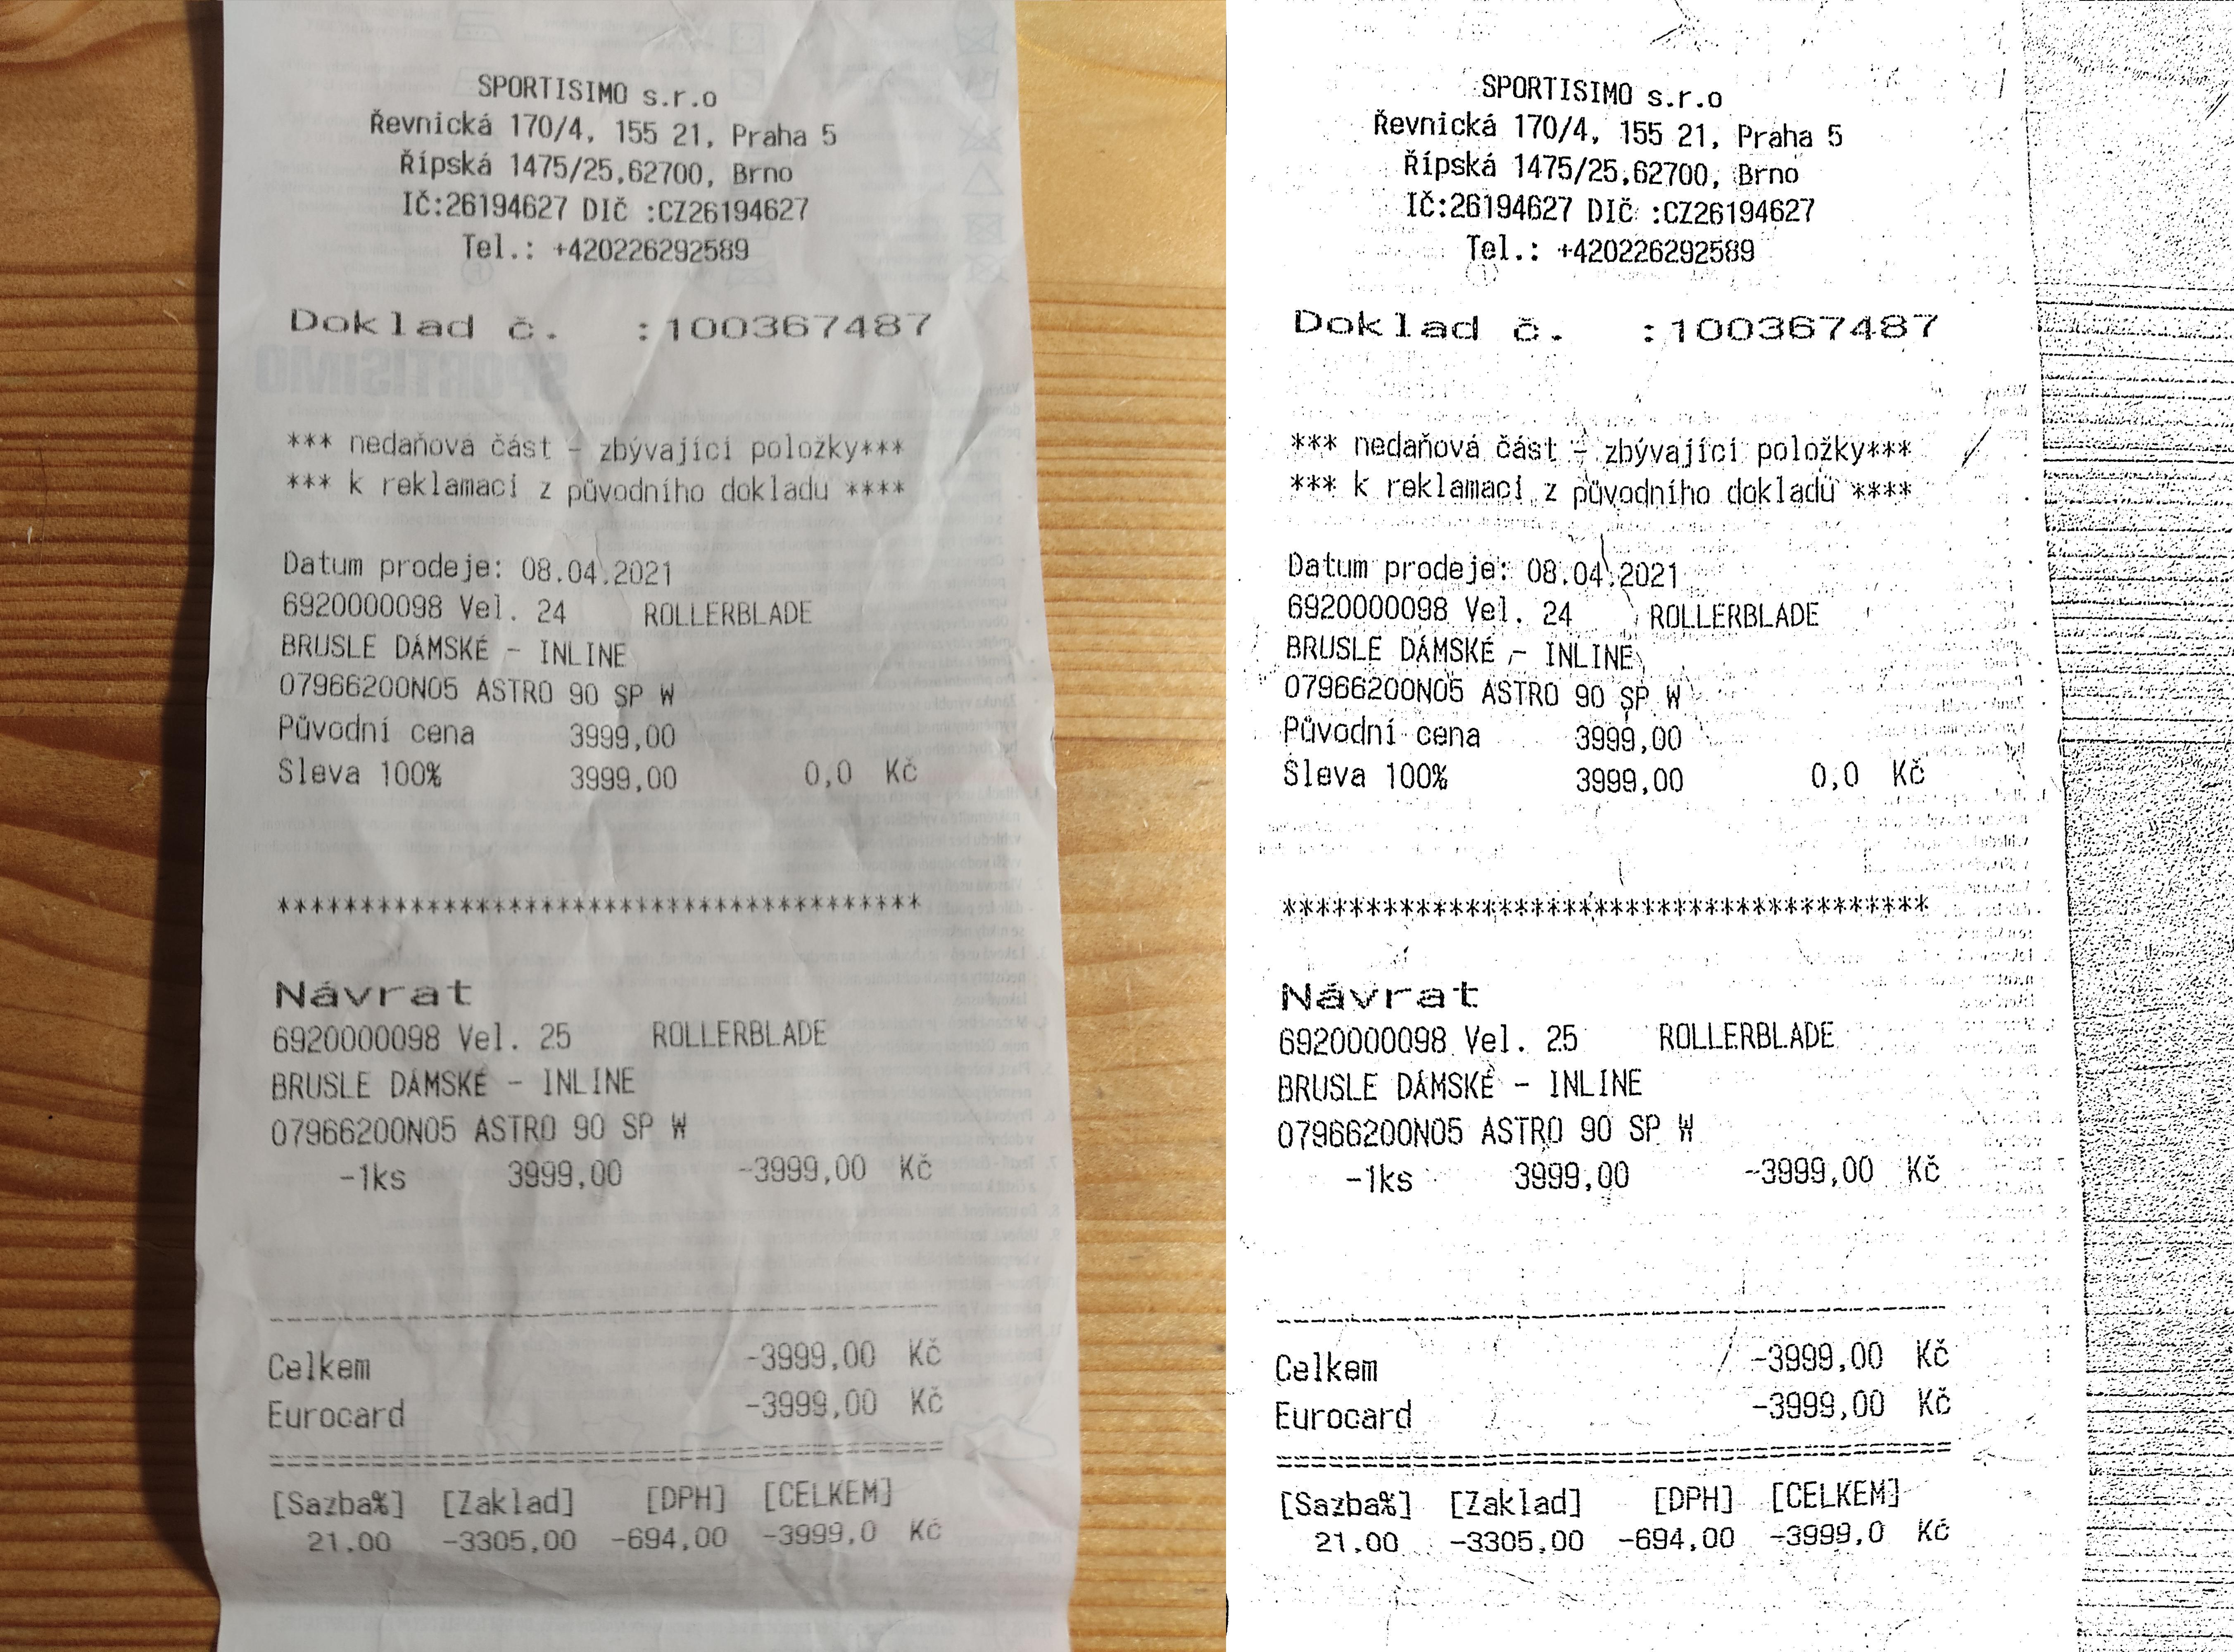 SPORTISIMO s.r.o
Řevnická 170/4, 155 21, Praha 5
Řípská 1475/25,62700, Brno
IČ:26194627 DIČ :CZ26194627
Tel.: +420226292589
Doklad č. :100367487
SPORTISIMO
*** nedaňová část - zbývající položky***
*** k reklamaci z původního dokladu ****
Datum prodeje: 08.04.2021
6920000098 Vel. 24 ROLLERBLADE
BRUSLE DÁMSKÉ - INLINE
07966200N05 ASTRO 90 SP W
Původní cena 3999,00
Sleva 100% 3999,00 0,0 Kč
***************************************
Návrat
6920000098 Vel. 25 ROLLERBLADE
BRUSLE DÁMSKÉ - INLINE
07966200N05 ASTRO 90 SP W
-1ks 3999,00 -3999,00 Kč
Celkem -3999,00 Kč
Eurocard -3999,00 Kč
[Sazba%] [Zaklad] [DPH] [CELKEM]
21.00 -3305,00 -694,00 -3999,0 Kč
SPORTISIMO s.r.o
Řevnická 170/4, 155 21, Praha 5
Řípská 1475/25,62700, Brno
IČ:26194627 DIČ :CZ26194627
Tel.: +420226292589
Doklad č. :100367487
*** nedaňová část - zbývající položky***
*** k reklamaci z původního dokladu ****
Datum prodeje: 08.04.2021
6920000098 Vel. 24 ROLLERBLADE
BRUSLE DÁMSKÉ - INLINE
07966200N05 ASTRO 90 SP W
Původní cena 3999,00
Sleva 100% 3999,00 0,0 Kč
***************************************
Návrat
6920000098 Vel. 25 ROLLERBLADE
BRUSLE DÁMSKÉ - INLINE
07966200N05 ASTRO 90 SP W
-1ks 3999,00 -3999,00 Kč
Celkem -3999,00 Kč
Eurocard -3999,00 Kč
[Sazba%] [Zaklad] [DPH] [CELKEM]
21.00 -3305,00 -694,00 -3999,0 Kč